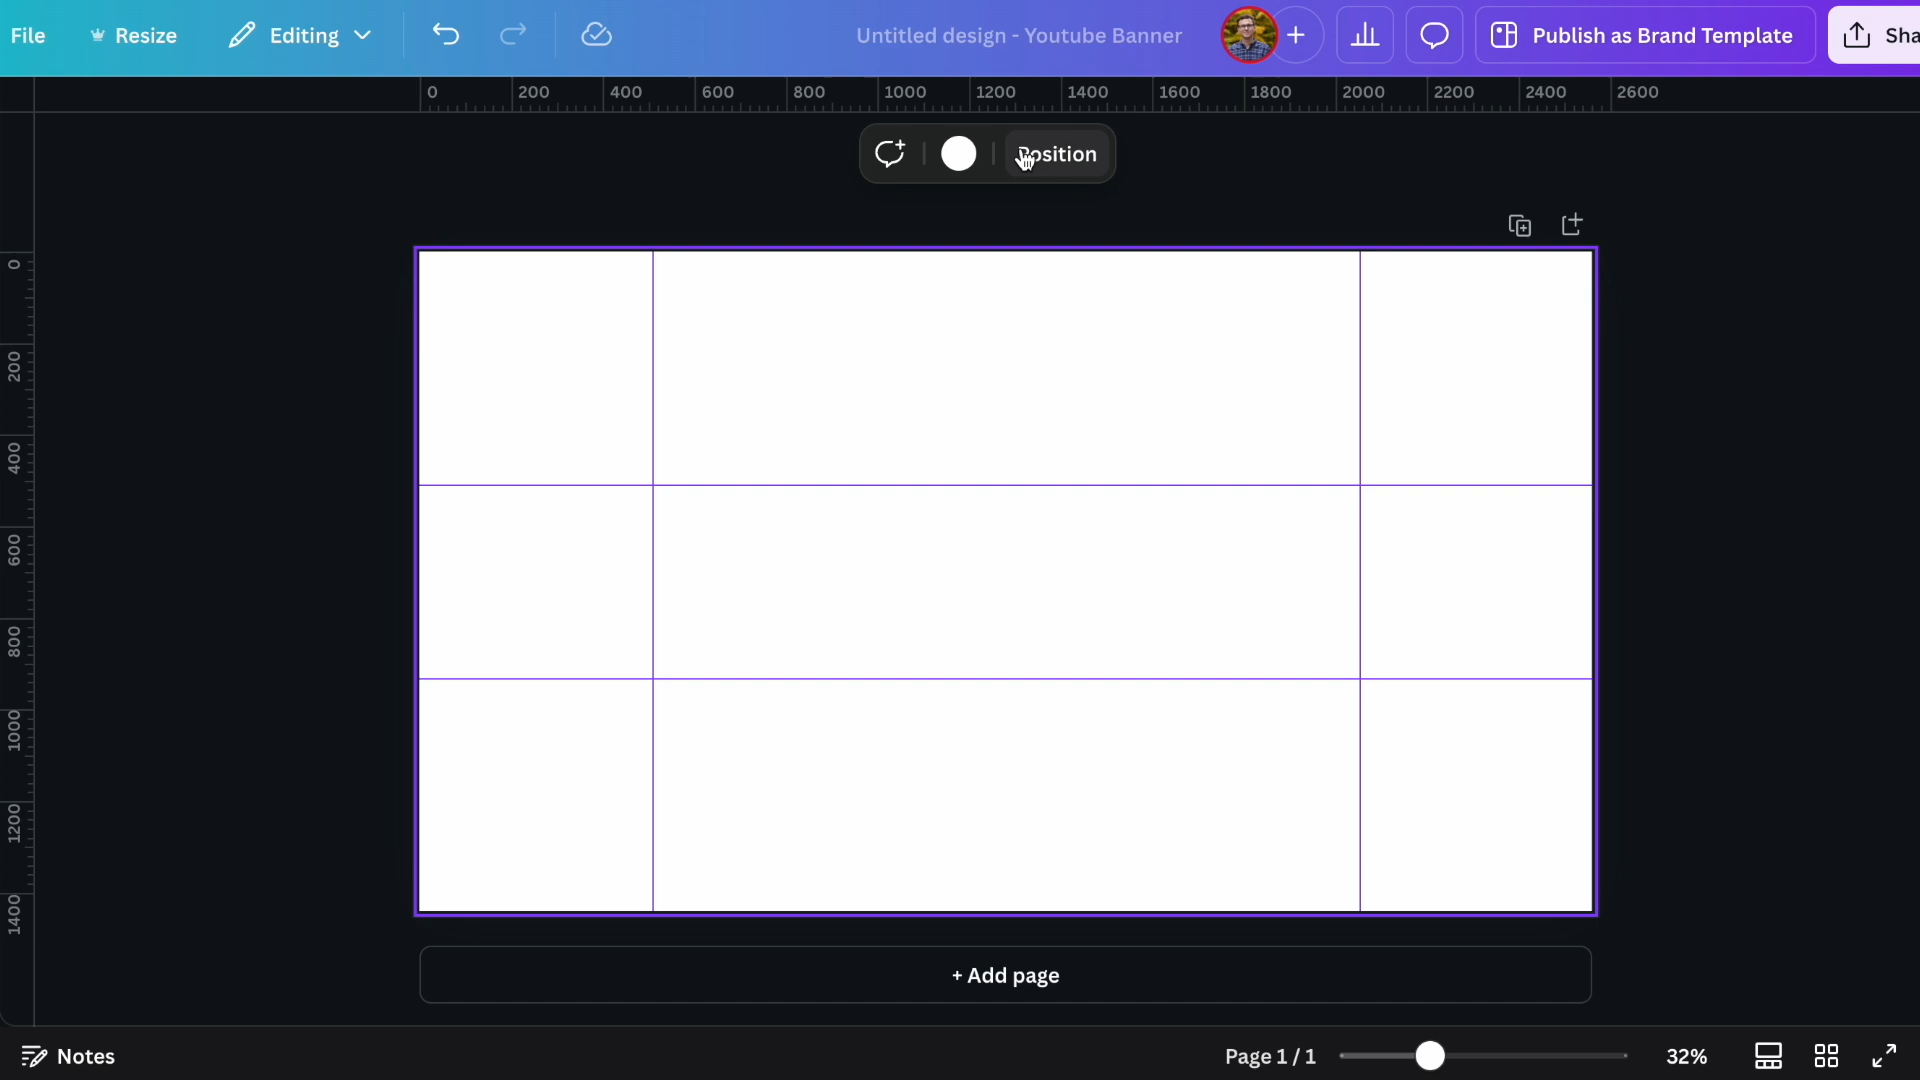 File Resize Editing Untitled design - Youtube Banner Publish as Brand Template Sha
0 200 400 600 800 1000 1200 1400 1600 1800 2000 2200 2400 2600
Position
0
200
400
600
800
1000
1200
1400
+ Add page
Notes Page 1 / 1 32%